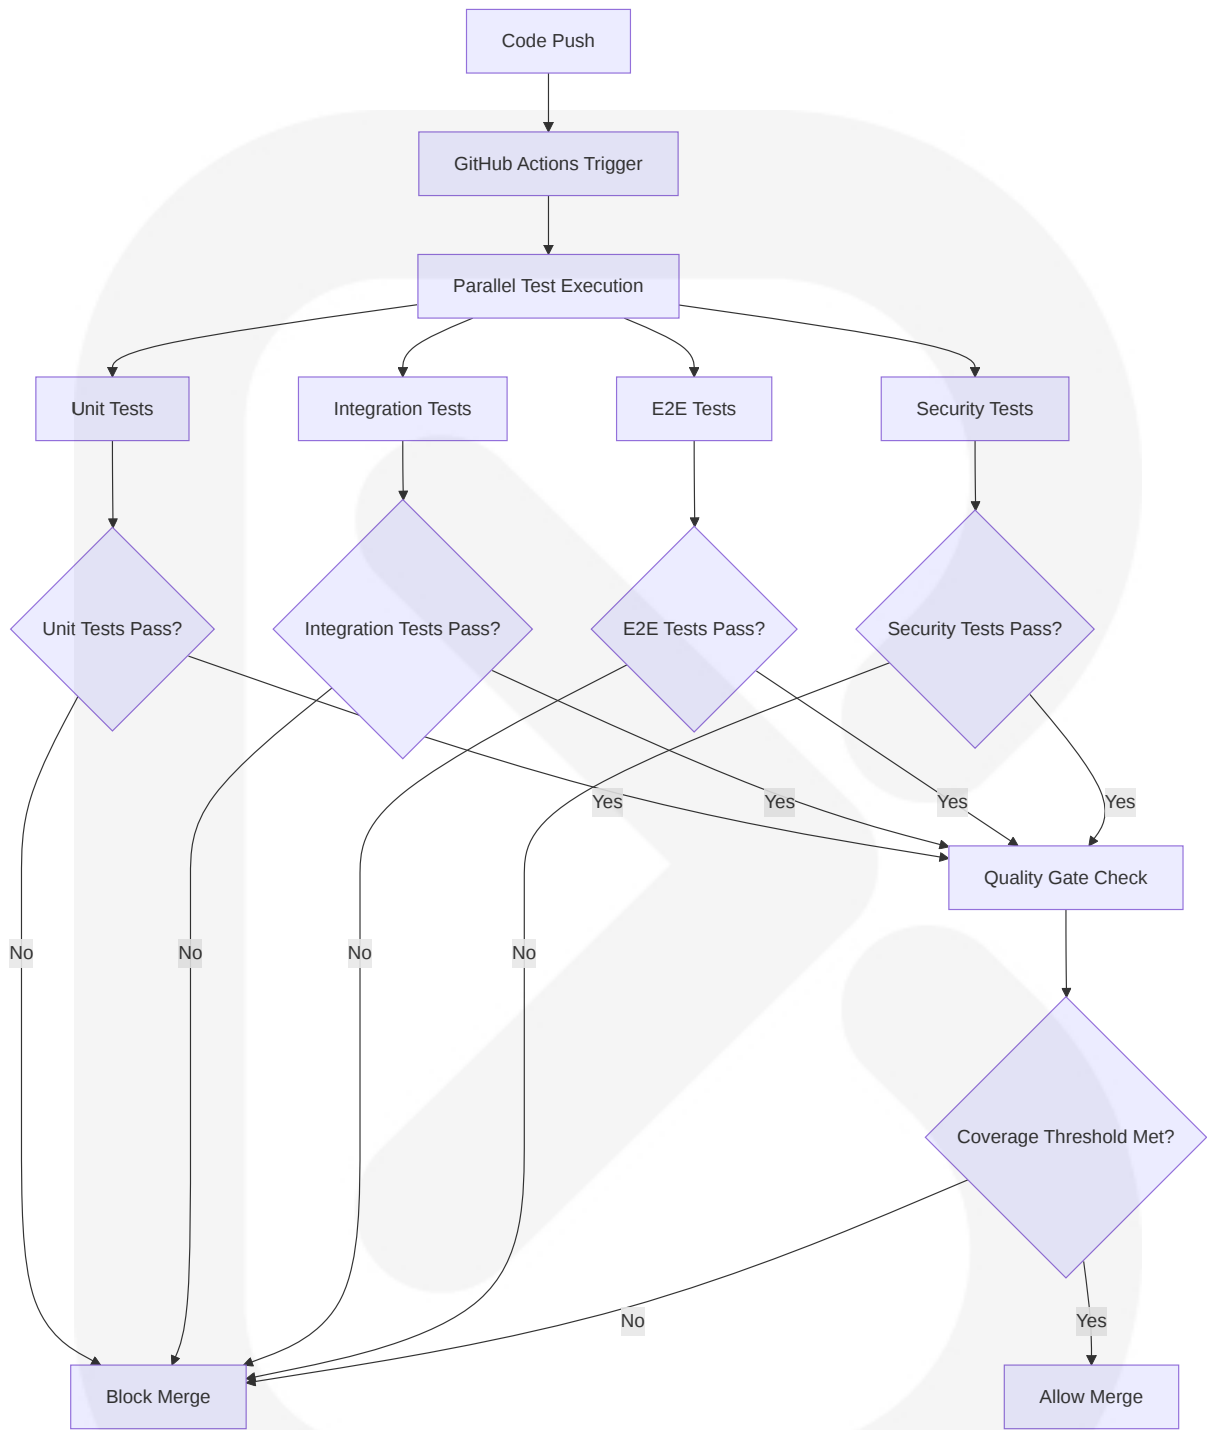 Code Push
GitHub Actions Trigger
Parallel Test Execution
Unit Tests
Integration Tests
E2E Tests
Security Tests
Unit Tests Pass?
Integration Tests Pass?
E2E Tests Pass?
Security Tests Pass?
Yes
Yes
Yes
Yes
Quality Gate Check
No
No
No
No
Coverage Threshold Met?
No
Yes
Block Merge
Allow Merge